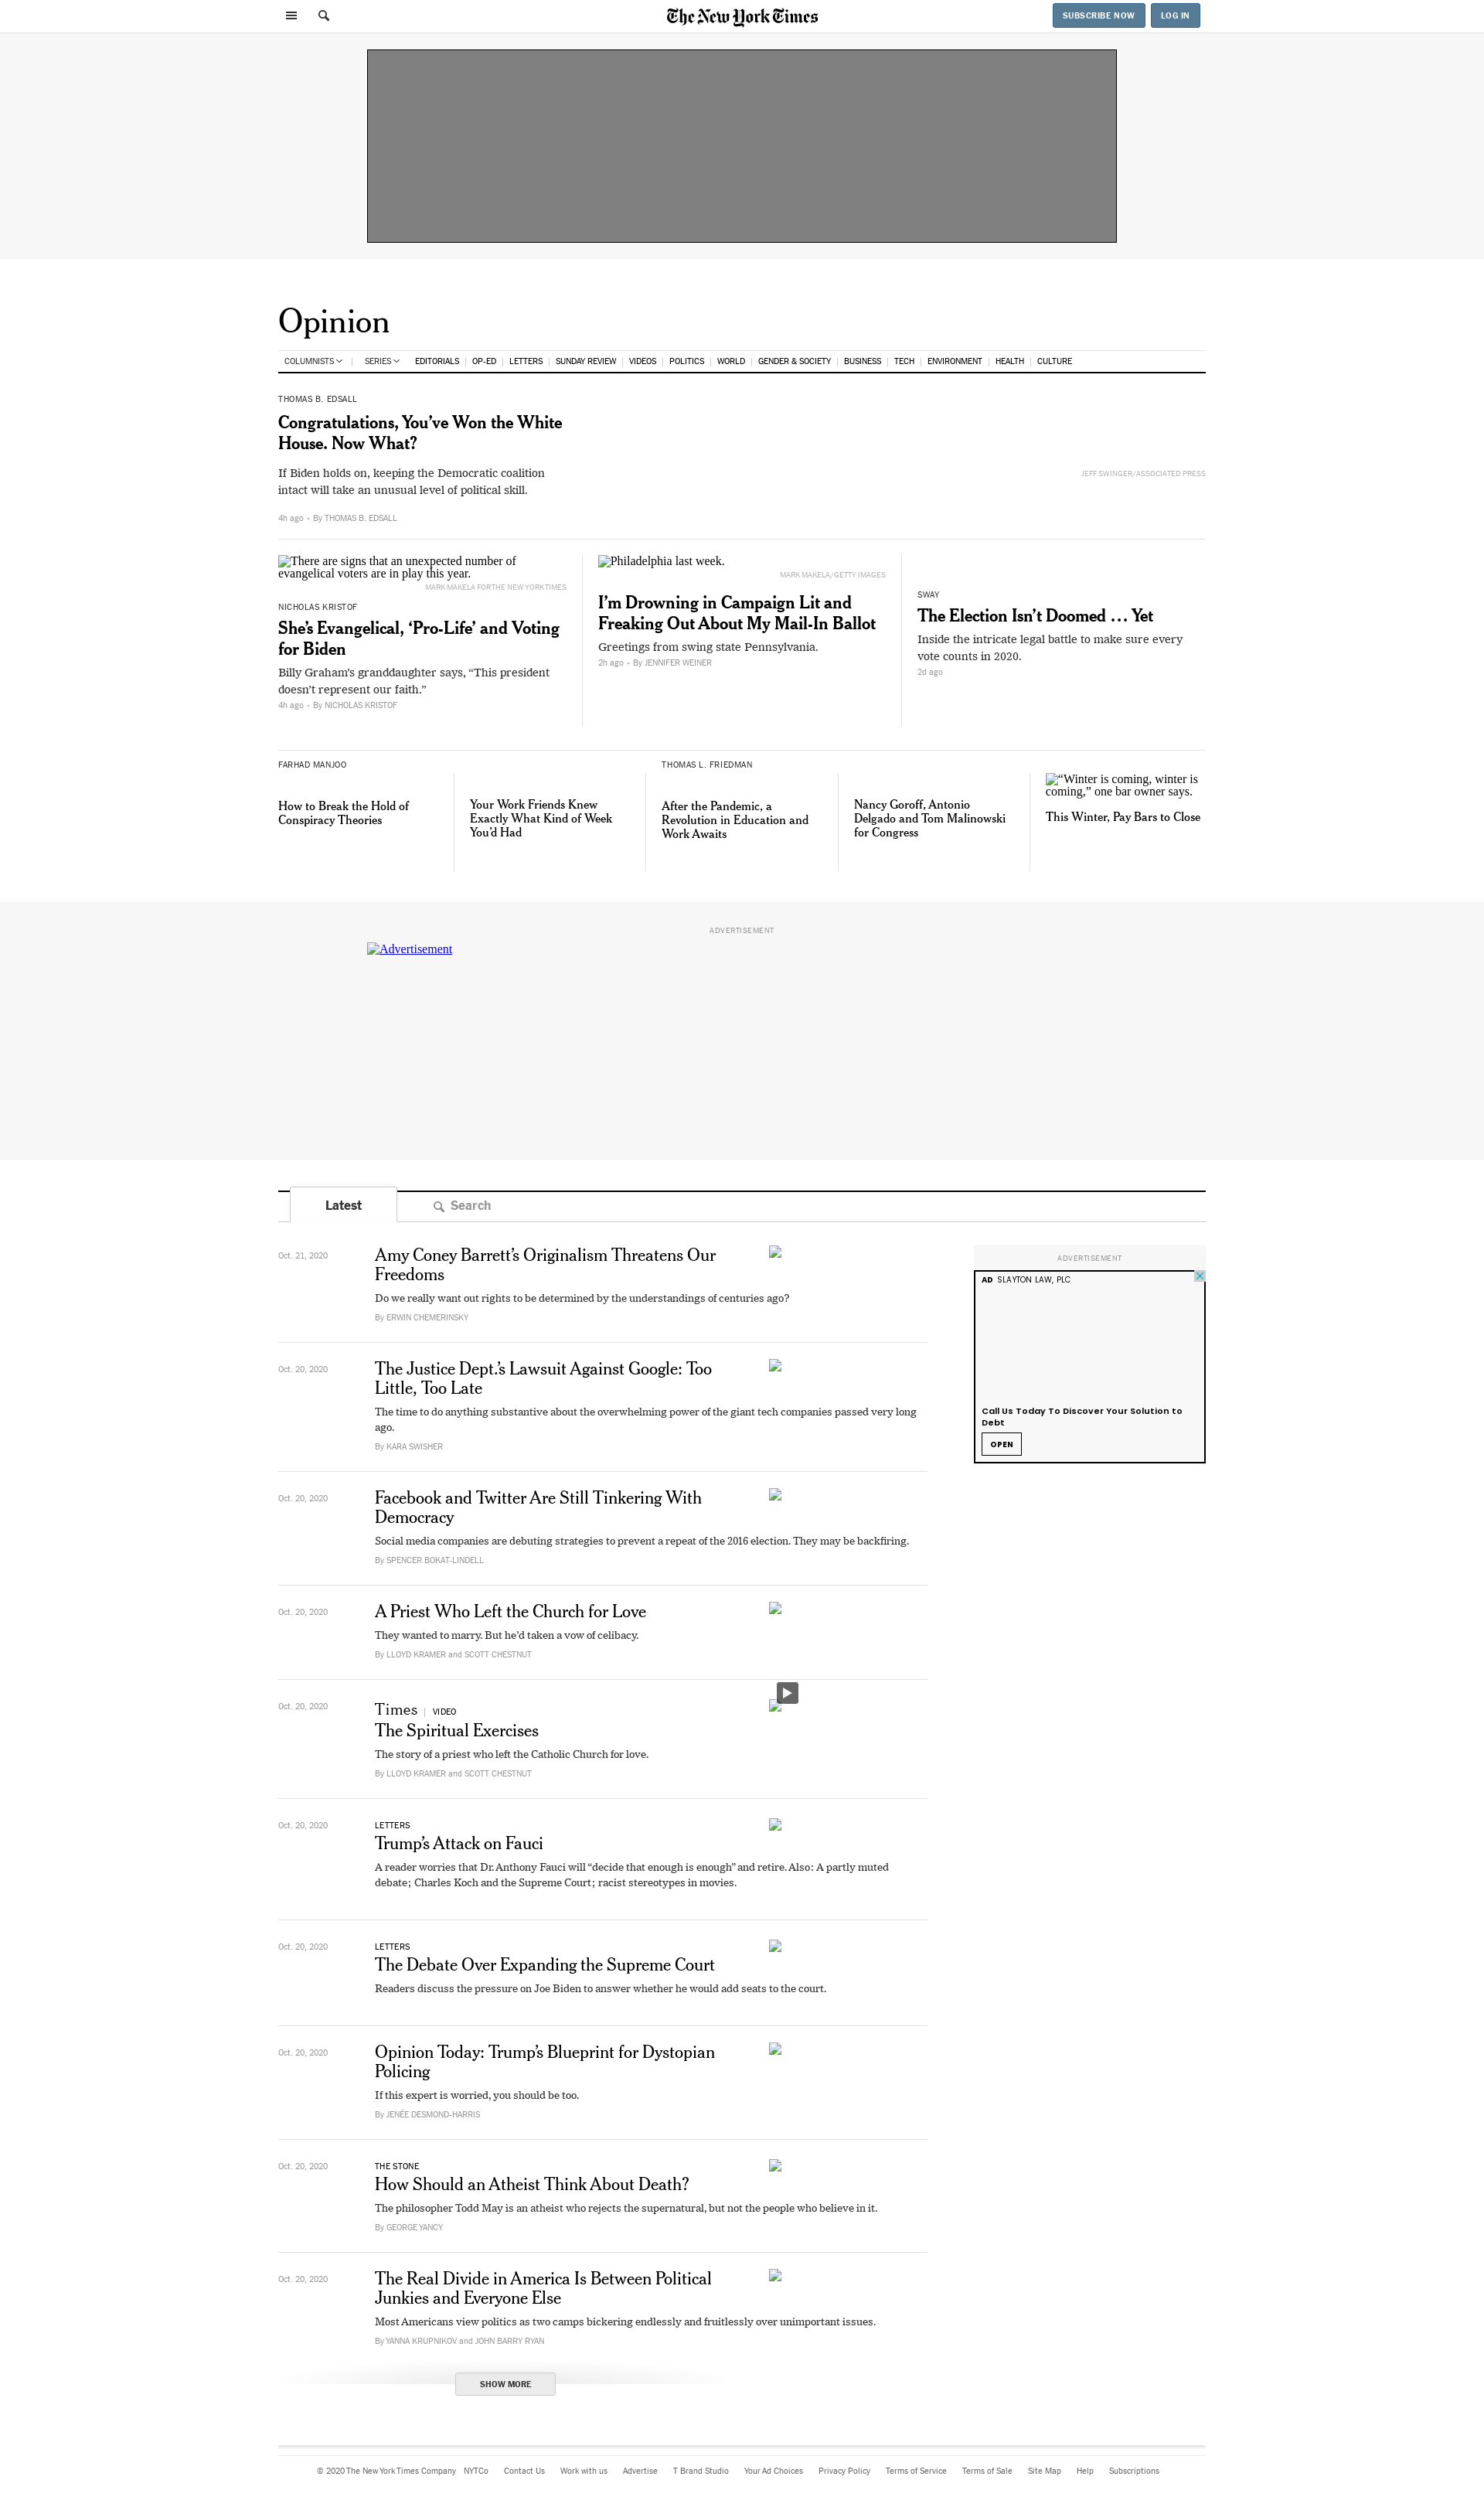 The New York Times
SUBSCRIBE NOW
LOG IN
Opinion
COLUMNISTS | SERIES EDITORIALS | OP-ED | LETTERS | SUNDAY REVIEW | VIDEOS | POLITICS | WORLD | GENDER & SOCIETY | BUSINESS | TECH | ENVIRONMENT | HEALTH | CULTURE
THOMAS B. EDSALL
Congratulations, You’ve Won the White
House. Now What?
If Biden holds on, keeping the Democratic coalition
intact will take an unusual level of political skill.
4h ago • By THOMAS B. EDSALL
JEFF SWINGER/ASSOCIATED PRESS
There are signs that an unexpected number of
evangelical voters are in play this year.
MARK MAKELA FOR THE NEW YORK TIMES
NICHOLAS KRISTOF
She’s Evangelical, ‘Pro-Life’ and Voting
for Biden
Billy Graham’s granddaughter says, “This president
doesn’t represent our faith.”
4h ago • By NICHOLAS KRISTOF
Philadelphia last week.
MARK MAKELA/GETTY IMAGES
I’m Drowning in Campaign Lit and
Freaking Out About My Mail-In Ballot
Greetings from swing state Pennsylvania.
2h ago • By JENNIFER WEINER
SWAY
The Election Isn’t Doomed … Yet
Inside the intricate legal battle to make sure every
vote counts in 2020.
2d ago
FARHAD MANJOO
How to Break the Hold of
Conspiracy Theories
Your Work Friends Knew
Exactly What Kind of Week
You’d Had
THOMAS L. FRIEDMAN
After the Pandemic, a
Revolution in Education and
Work Awaits
Nancy Goroff, Antonio
Delgado and Tom Malinowski
for Congress
“Winter is coming, winter is
coming,” one bar owner says.
This Winter, Pay Bars to Close
ADVERTISEMENT
Advertisement
Latest
Search
Oct. 21, 2020
Amy Coney Barrett’s Originalism Threatens Our
Freedoms
Do we really want out rights to be determined by the understandings of centuries ago?
By ERWIN CHEMERINSKY
ADVERTISEMENT
AD SLAYTON LAW, PLC
Call Us Today To Discover Your Solution to
Debt
OPEN
Oct. 20, 2020
The Justice Dept.’s Lawsuit Against Google: Too
Little, Too Late
The time to do anything substantive about the overwhelming power of the giant tech companies passed very long
ago.
By KARA SWISHER
Oct. 20, 2020
Facebook and Twitter Are Still Tinkering With
Democracy
Social media companies are debuting strategies to prevent a repeat of the 2016 election. They may be backfiring.
By SPENCER BOKAT-LINDELL
Oct. 20, 2020
A Priest Who Left the Church for Love
They wanted to marry. But he’d taken a vow of celibacy.
By LLOYD KRAMER and SCOTT CHESTNUT
Oct. 20, 2020
Times | VIDEO
The Spiritual Exercises
The story of a priest who left the Catholic Church for love.
By LLOYD KRAMER and SCOTT CHESTNUT
Oct. 20, 2020
LETTERS
Trump’s Attack on Fauci
A reader worries that Dr. Anthony Fauci will “decide that enough is enough” and retire. Also: A partly muted
debate; Charles Koch and the Supreme Court; racist stereotypes in movies.
Oct. 20, 2020
LETTERS
The Debate Over Expanding the Supreme Court
Readers discuss the pressure on Joe Biden to answer whether he would add seats to the court.
Oct. 20, 2020
Opinion Today: Trump’s Blueprint for Dystopian
Policing
If this expert is worried, you should be too.
By JENÉE DESMOND-HARRIS
Oct. 20, 2020
THE STONE
How Should an Atheist Think About Death?
The philosopher Todd May is an atheist who rejects the supernatural, but not the people who believe in it.
By GEORGE YANCY
Oct. 20, 2020
The Real Divide in America Is Between Political
Junkies and Everyone Else
Most Americans view politics as two camps bickering endlessly and fruitlessly over unimportant issues.
By YANNA KRUPNIKOV and JOHN BARRY RYAN
SHOW MORE
© 2020 The New York Times Company NYTCo Contact Us Work with us Advertise T Brand Studio Your Ad Choices Privacy Policy Terms of Service Terms of Sale Site Map Help Subscriptions